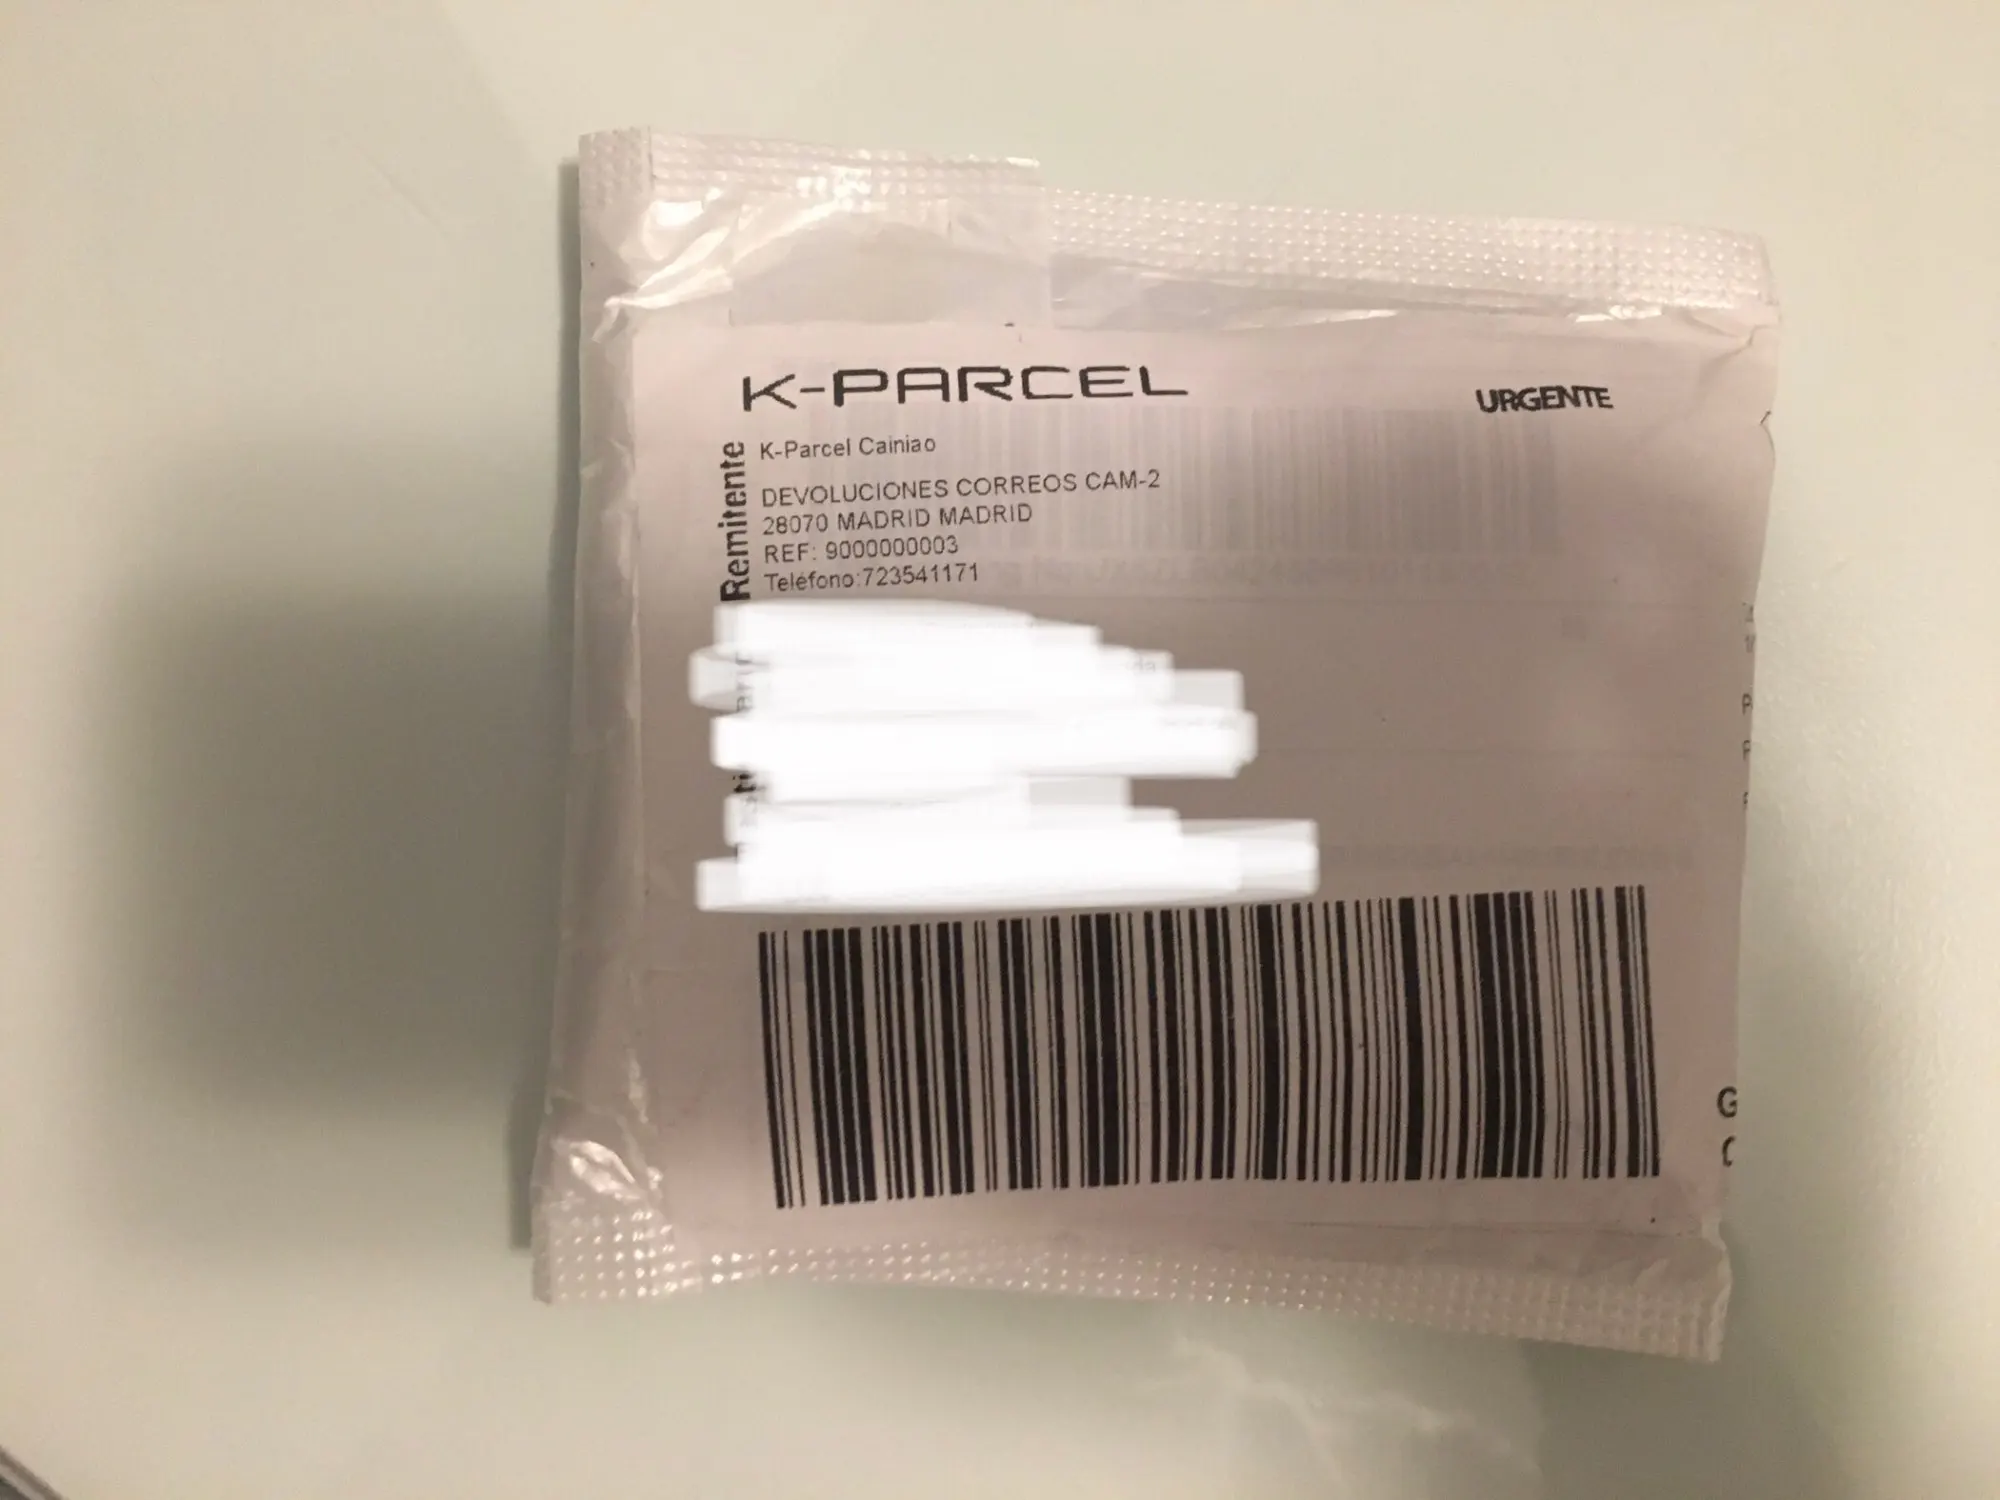 K-PARCEL
URGENTE
Remitente
K-Parcel Cainiao
DEVOLUCIONES CORREOS CAM-2
28070 MADRID MADRID
REF: 9000000003
Teléfono:723541171